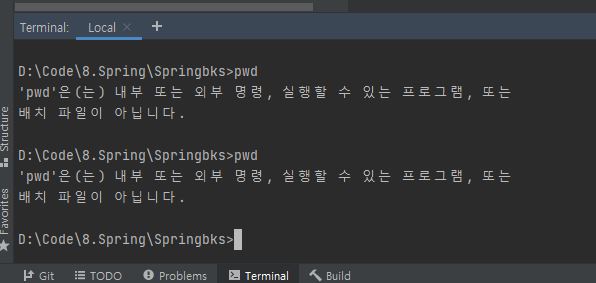 Terminal: Local × +
D:\Code\8.Spring\Springbks>pwd
'pwd'은(는) 내부 또는 외부 명령, 실행할 수 있는 프로그램, 또는
배치 파일이 아닙니다.
D:\Code\8.Spring\Springbks>pwd
'pwd'은(는) 내부 또는 외부 명령, 실행할 수 있는 프로그램, 또는
배치 파일이 아닙니다.
D:\Code\8.Spring\Springbks>
Structure
Favorites
Git TODO Problems Terminal Build